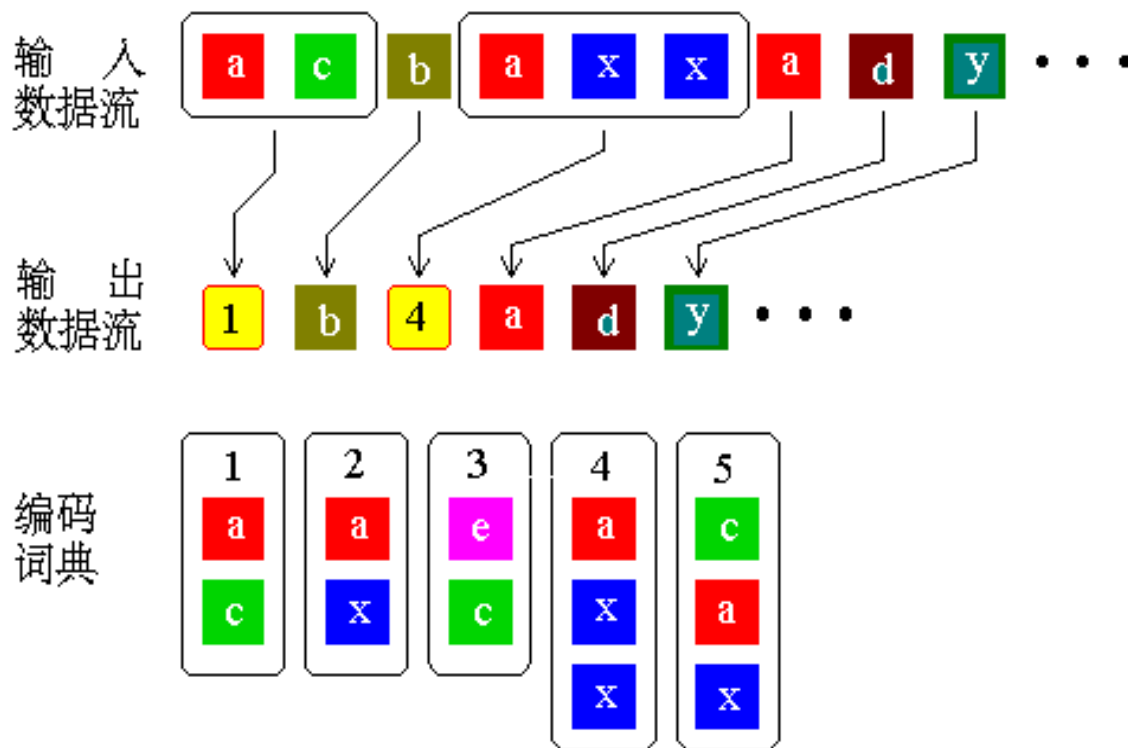 输 入
数据流
a c b a x x a d y • • •
输 出
数据流
1 b 4 a d y • • •
编码
词典
1 2 3 4 5
a a e a c
c x c x a
x x